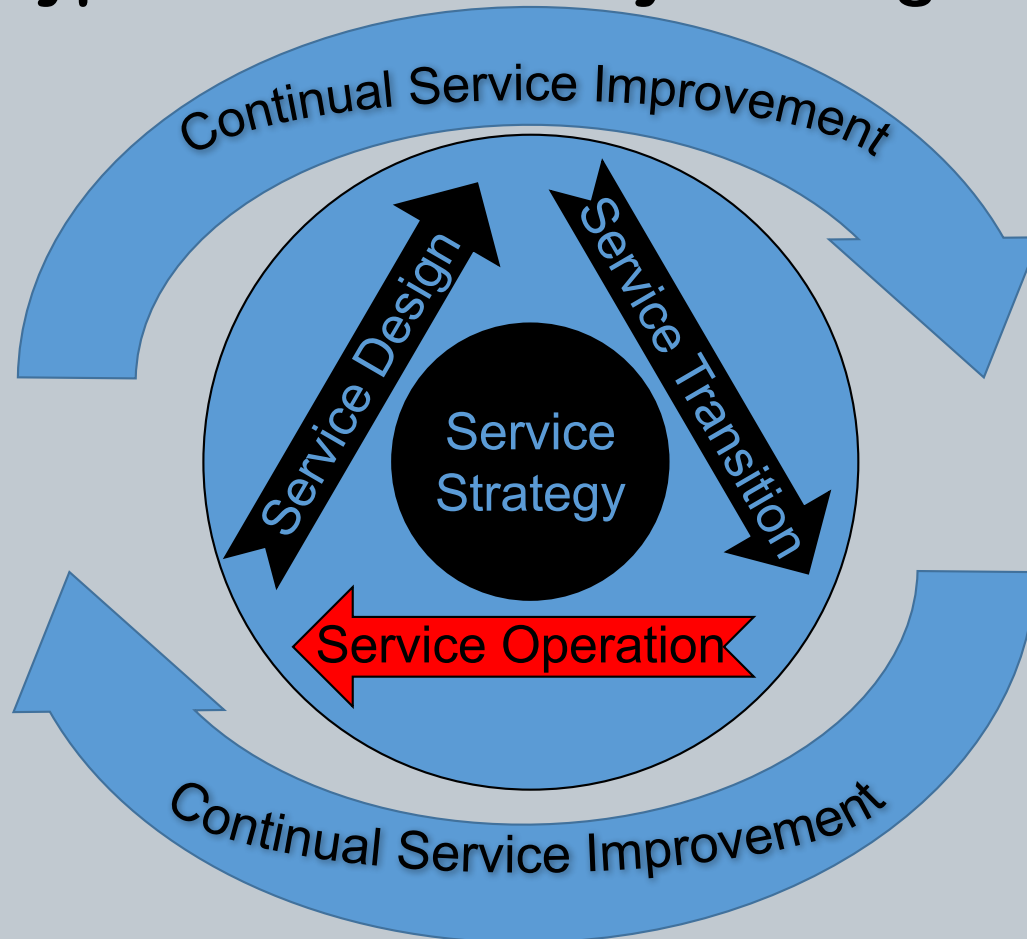 Continual Service Improvement
Service Design
Service Transition
Service
Strategy
Service Operation
Continual Service Improvement